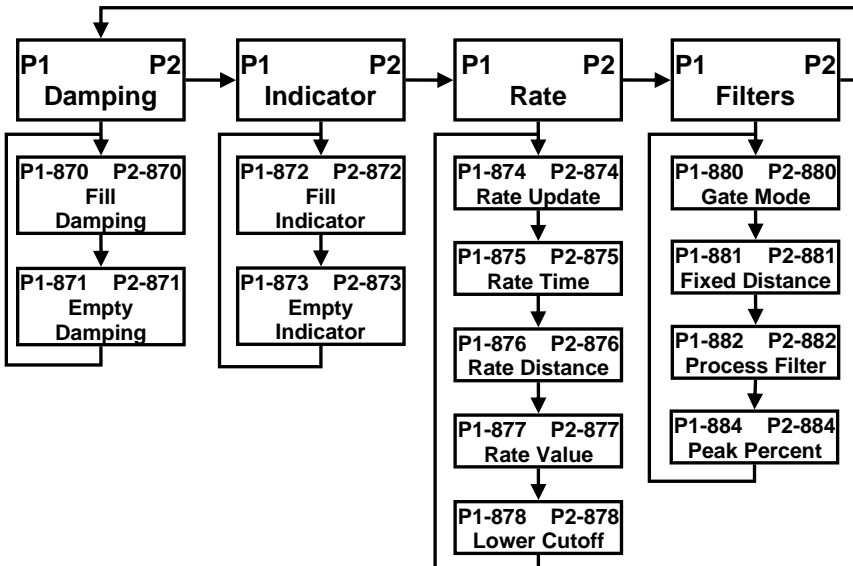 P1 P2
Damping
P1 P2
Indicator
P1 P2
Rate
P1 P2
Filters
P1-870 P2-870
Fill
Damping
P1-871 P2-871
Empty
Damping
P1-872 P2-872
Fill
Indicator
P1-873 P2-873
Empty
Indicator
P1-874 P2-874
Rate Update
P1-875 P2-875
Rate Time
P1-876 P2-876
Rate Distance
P1-877 P2-877
Rate Value
P1-878 P2-878
Lower Cutoff
P1-880 P2-880
Gate Mode
P1-881 P2-881
Fixed Distance
P1-882 P2-882
Process Filter
P1-884 P2-884
Peak Percent